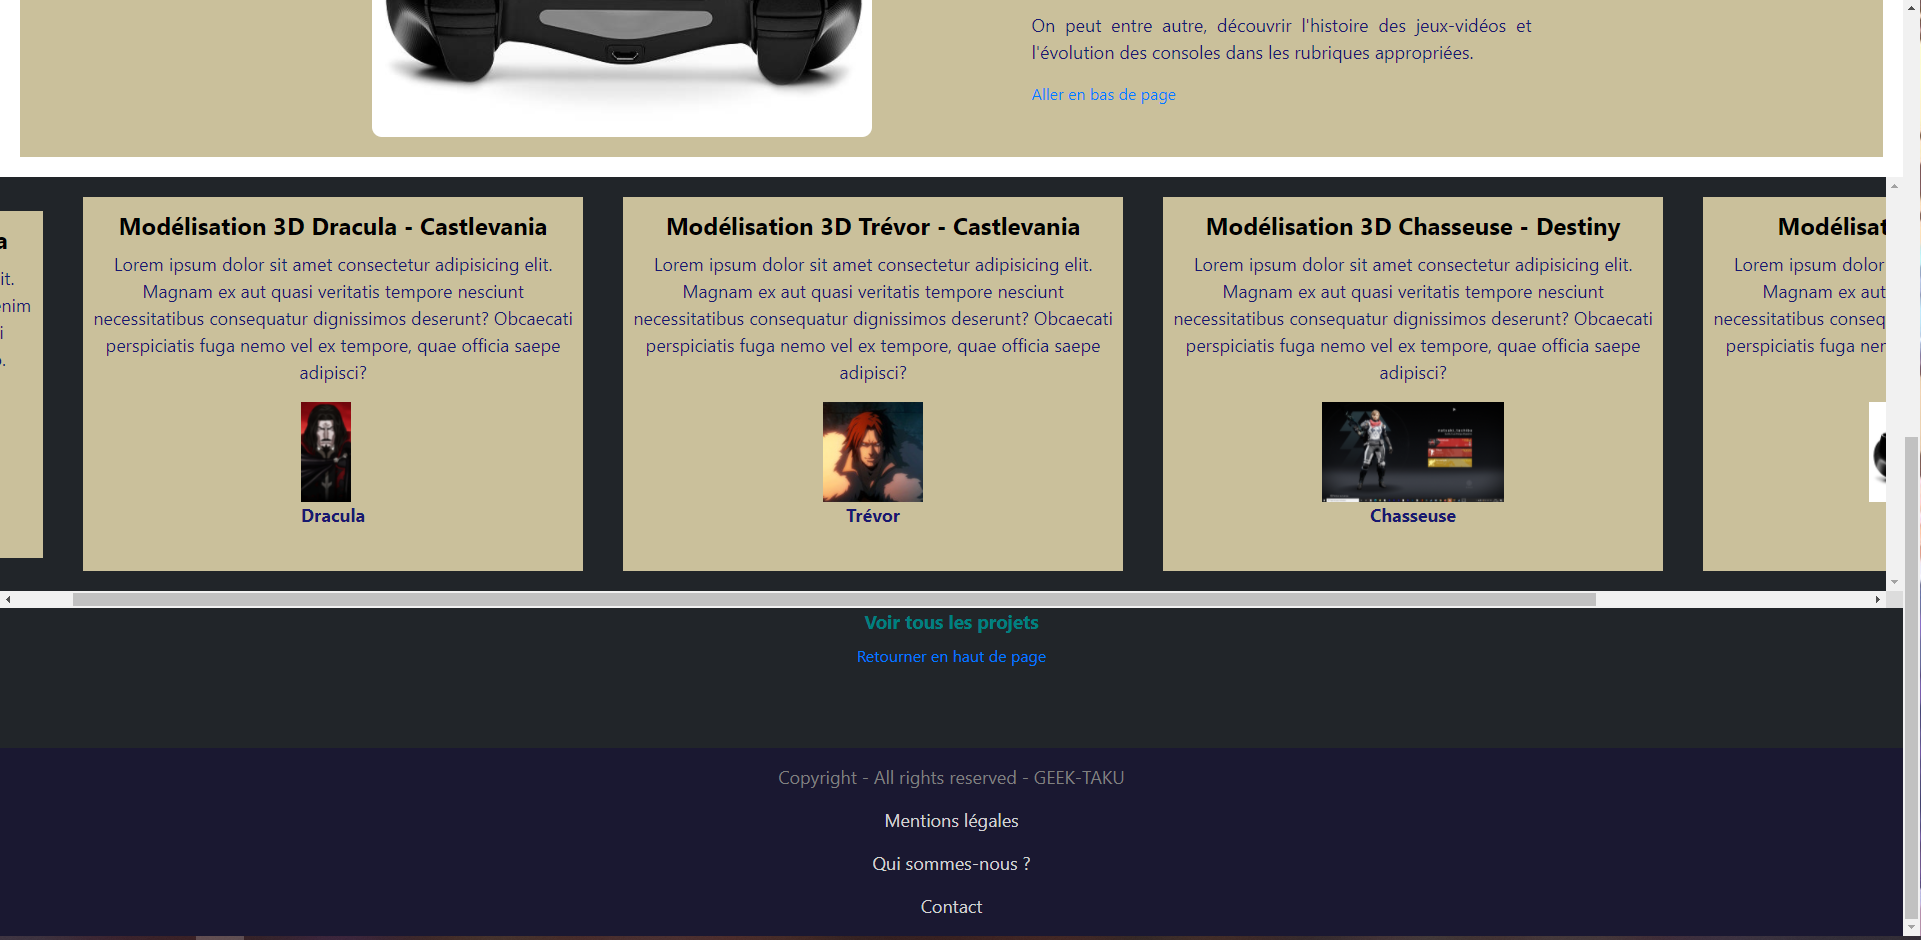 On peut entre autre, découvrir l'histoire des jeux-vidéos et
l'évolution des consoles dans les rubriques appropriées.
Aller en bas de page
a
it.
enim
i
o.
Modélisation 3D Dracula - Castlevania
Lorem ipsum dolor sit amet consectetur adipisicing elit.
Magnam ex aut quasi veritatis tempore nesciunt
necessitatibus consequatur dignissimos deserunt? Obcaecati
perspiciatis fuga nemo vel ex tempore, quae officia saepe
adipisci?
Dracula
Modélisation 3D Trévor - Castlevania
Lorem ipsum dolor sit amet consectetur adipisicing elit.
Magnam ex aut quasi veritatis tempore nesciunt
necessitatibus consequatur dignissimos deserunt? Obcaecati
perspiciatis fuga nemo vel ex tempore, quae officia saepe
adipisci?
Trévor
Modélisation 3D Chasseuse - Destiny
Lorem ipsum dolor sit amet consectetur adipisicing elit.
Magnam ex aut quasi veritatis tempore nesciunt
necessitatibus consequatur dignissimos deserunt? Obcaecati
perspiciatis fuga nemo vel ex tempore, quae officia saepe
adipisci?
Chasseuse
Modélisat
Lorem ipsum dolor
Magnam ex aut
necessitatibus conseq
perspiciatis fuga ner
Voir tous les projets
Retourner en haut de page
Copyright - All rights reserved - GEEK-TAKU
Mentions légales
Qui sommes-nous ?
Contact